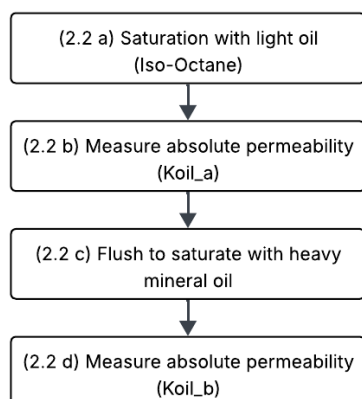 (2.2 a) Saturation with light oil
(Iso-Octane)
(2.2 b) Measure absolute permeability
(Koil_a)
(2.2 c) Flush to saturate with heavy
mineral oil
(2.2 d) Measure absolute permeability
(Koil_b)